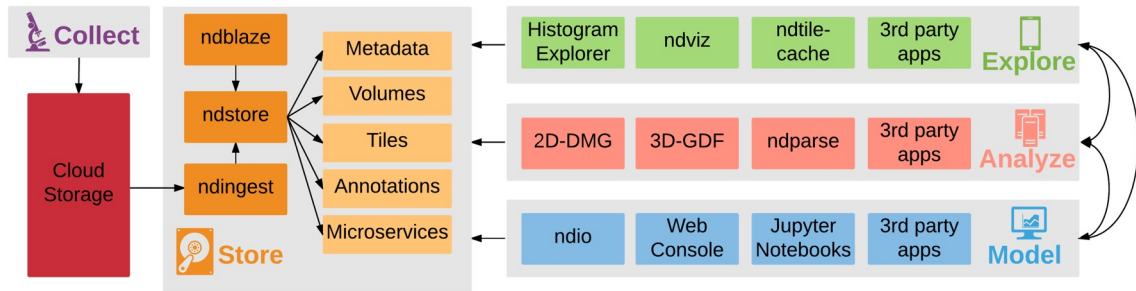 Collect
Cloud
Storage
ndblaze
ndstore
ndingest
Store
Metadata
Volumes
Tiles
Annotations
Microservices
Histogram
Explorer
ndviz
ndtile-
cache
3rd party
apps
Explore
2D-DMG
3D-GDF
ndparse
3rd party
apps
Analyze
ndio
Web
Console
Jupyter
Notebooks
3rd party
apps
Model